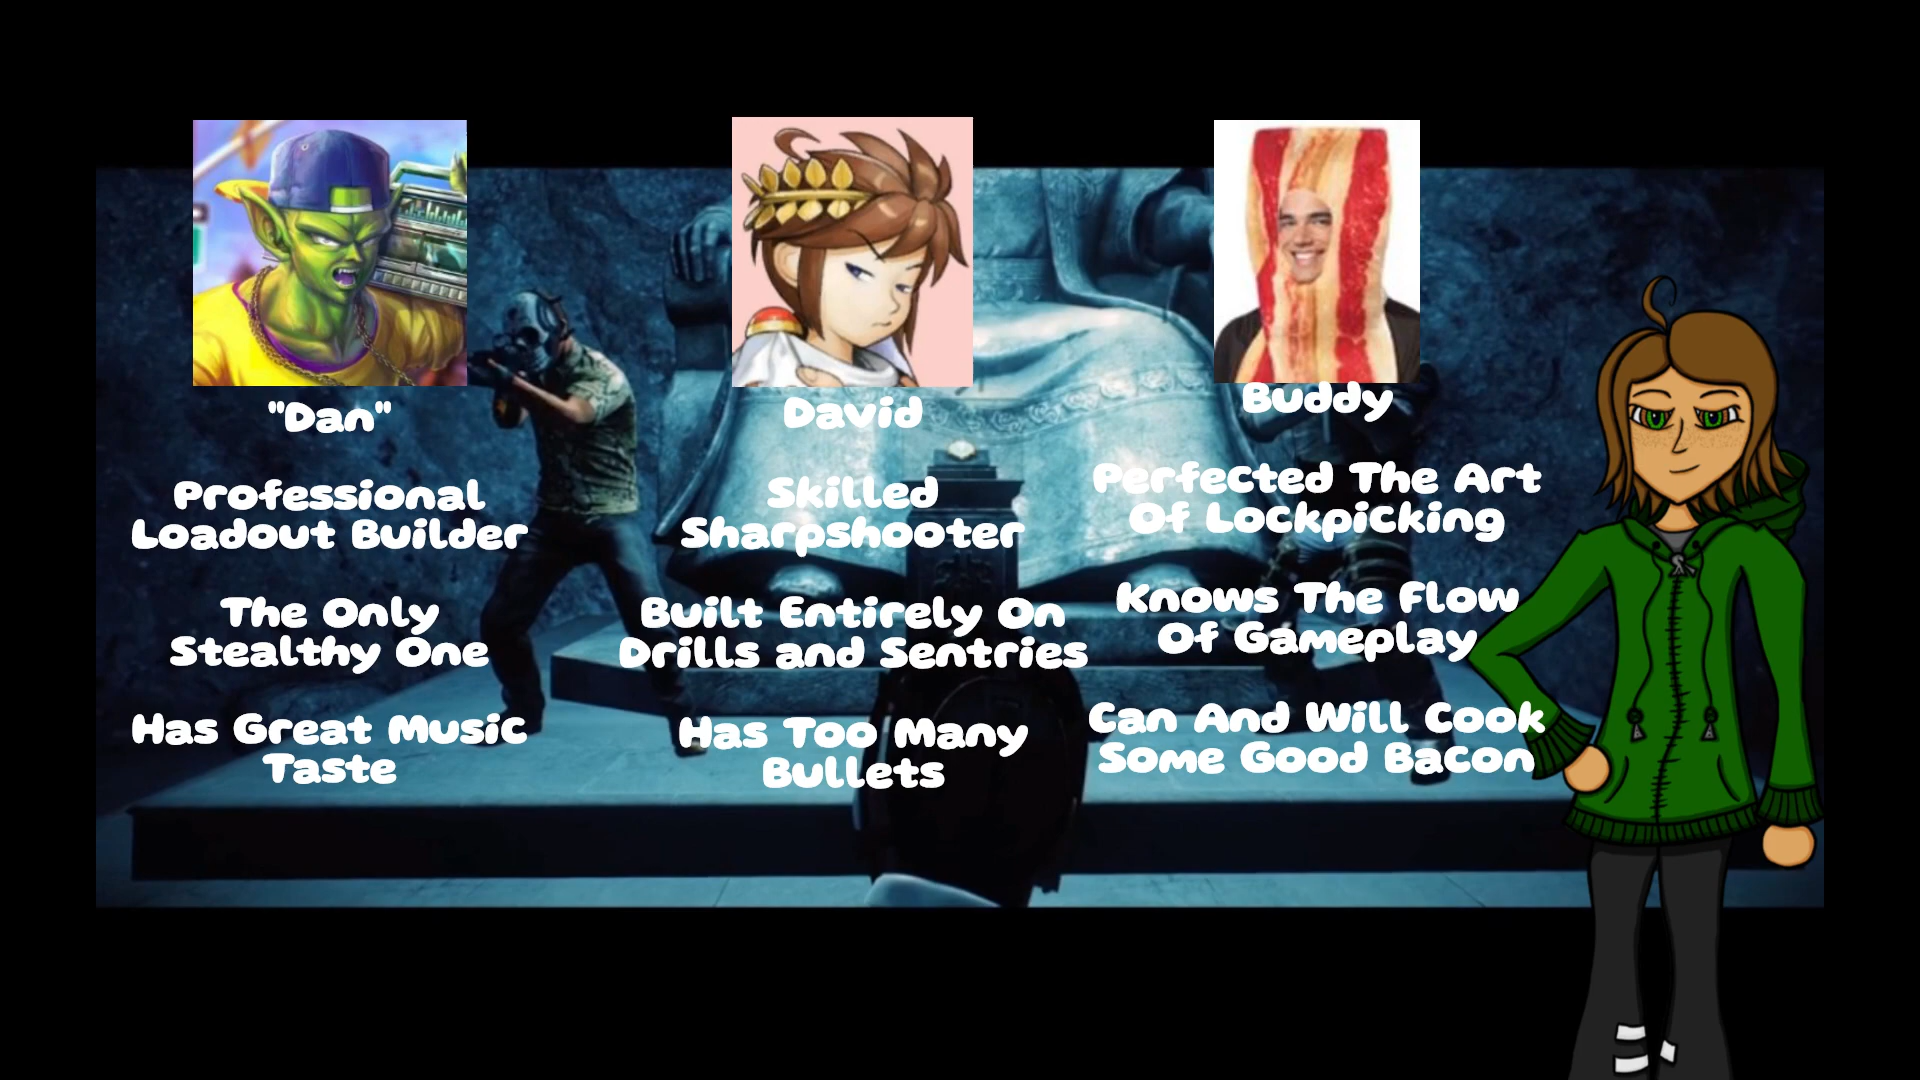 "Dan"
Professional
Loadout Builder
The Only
Stealthy One
Has Great Music
Taste
David
Skilled
Sharpshooter
Built Entirely On
Drills and Sentries
Has Too Many
Bullets
Buddy
Perfected The Art
Of Lockpicking
Knows The Flow
Of Gameplay
Can And Will Cook
Some Good Bacon